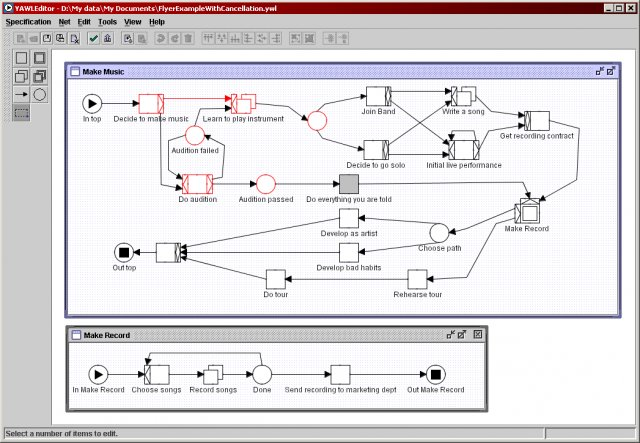 YAWLEditor - D:\My data\My Documents\FlyerExampleWithCancellation.ywl
Specification Net Edit Tools View Help
Make Music
In top
Decide to make music
Learn to play instrument
Join Band
Write a song
Get recording contract
Audition failed
Decide to go solo
Initial live performance
Do audition
Audition passed
Do everything you are told
Make Record
Develop as artist
Choose path
Out top
Develop bad habits
Do tour
Rehearse tour
Make Record
In Make Record
Choose songs
Record songs
Done
Send recording to marketing dept
Out Make Record
Select a number of items to edit.